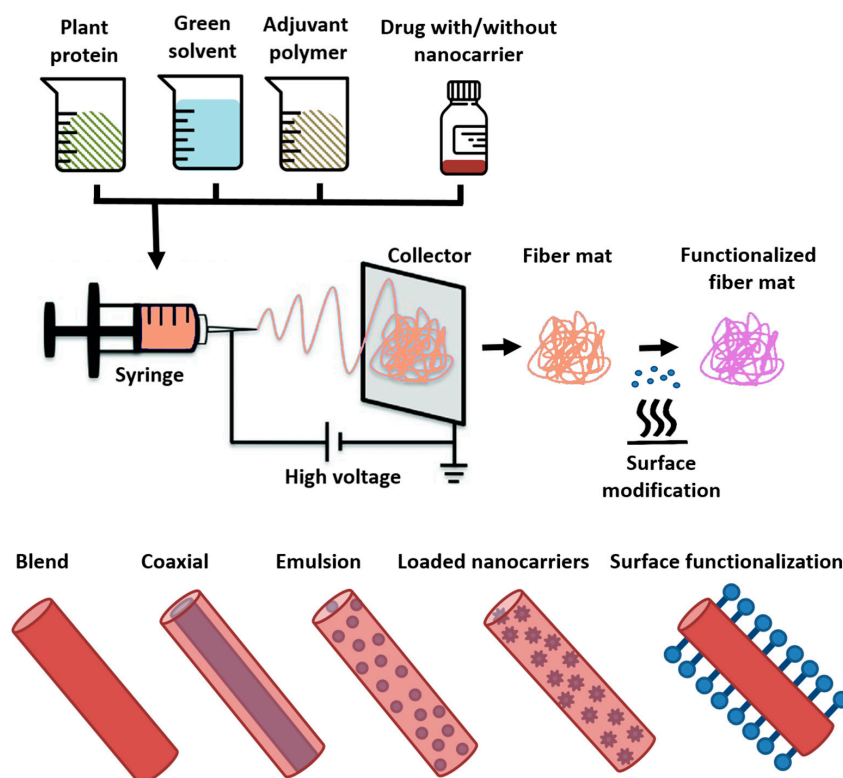 Plant
protein
Green
solvent
Adjuvant
polymer
Drug with/without
nanocarrier
Collector
Fiber mat
Functionalized
fiber mat
Syringe
High voltage
Surface
modification
Blend
Coaxial
Emulsion
Loaded nanocarriers
Surface functionalization